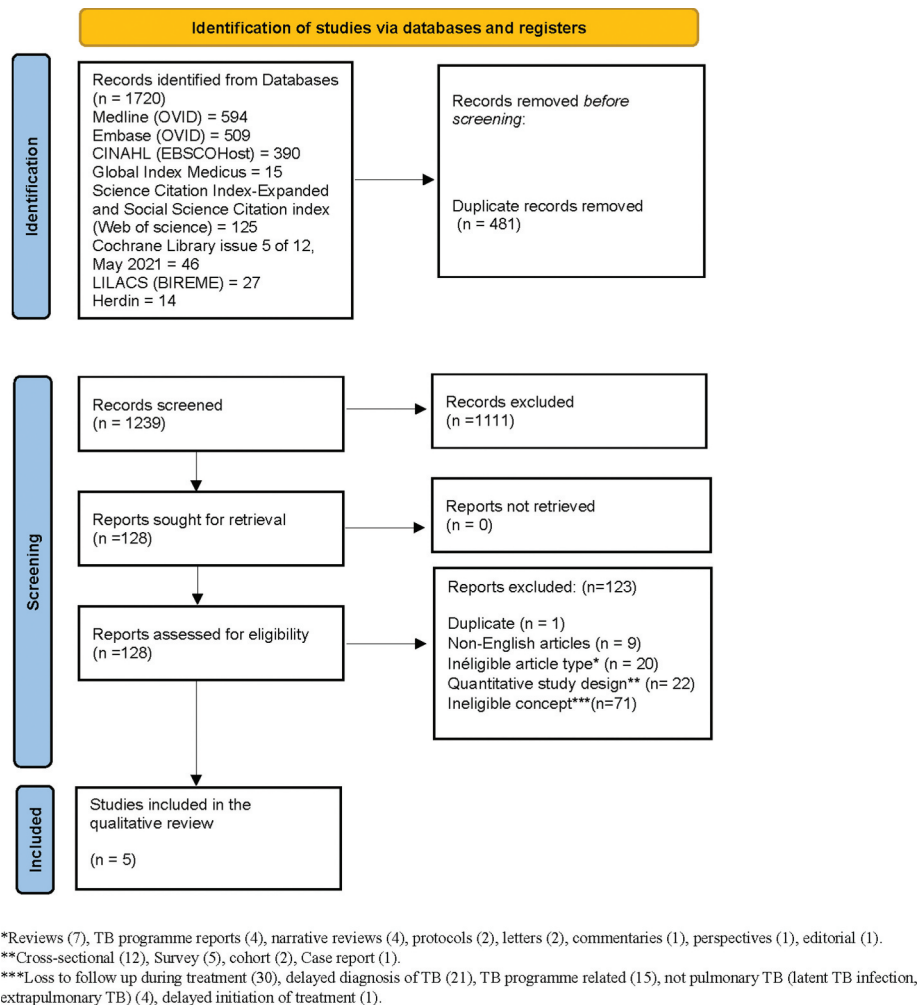 Identification of studies via databases and registers
Identification
Records identified from Databases
(n = 1720)
Medline (OVID) = 594
Embase (OVID) = 509
CINAHL (EBSCOHost) = 390
Global Index Medicus = 15
Science Citation Index-Expanded
and Social Science Citation index
(Web of science) = 125
Cochrane Library issue 5 of 12,
May 2021 = 46
LILACS (BIREME) = 27
Herdin = 14
Records removed before
screening:
Duplicate records removed
(n = 481)
Screening
Records screened
(n = 1239)
Records excluded
(n =1111)
Reports sought for retrieval
(n =128)
Reports not retrieved
(n = 0)
Reports assessed for eligibility
(n =128)
Reports excluded: (n=123)
Duplicate (n = 1)
Non-English articles (n = 9)
Inéligible article type* (n = 20)
Quantitative study design** (n= 22)
Ineligible concept***(n=71)
Included
Studies included in the
qualitative review
(n = 5)
*Reviews (7), TB programme reports (4), narrative reviews (4), protocols (2), letters (2), commentaries (1), perspectives (1), editorial (1).
**Cross-sectional (12), Survey (5), cohort (2), Case report (1).
***Loss to follow up during treatment (30), delayed diagnosis of TB (21), TB programme related (15), not pulmonary TB (latent TB infection,
extrapulmonary TB) (4), delayed initiation of treatment (1).